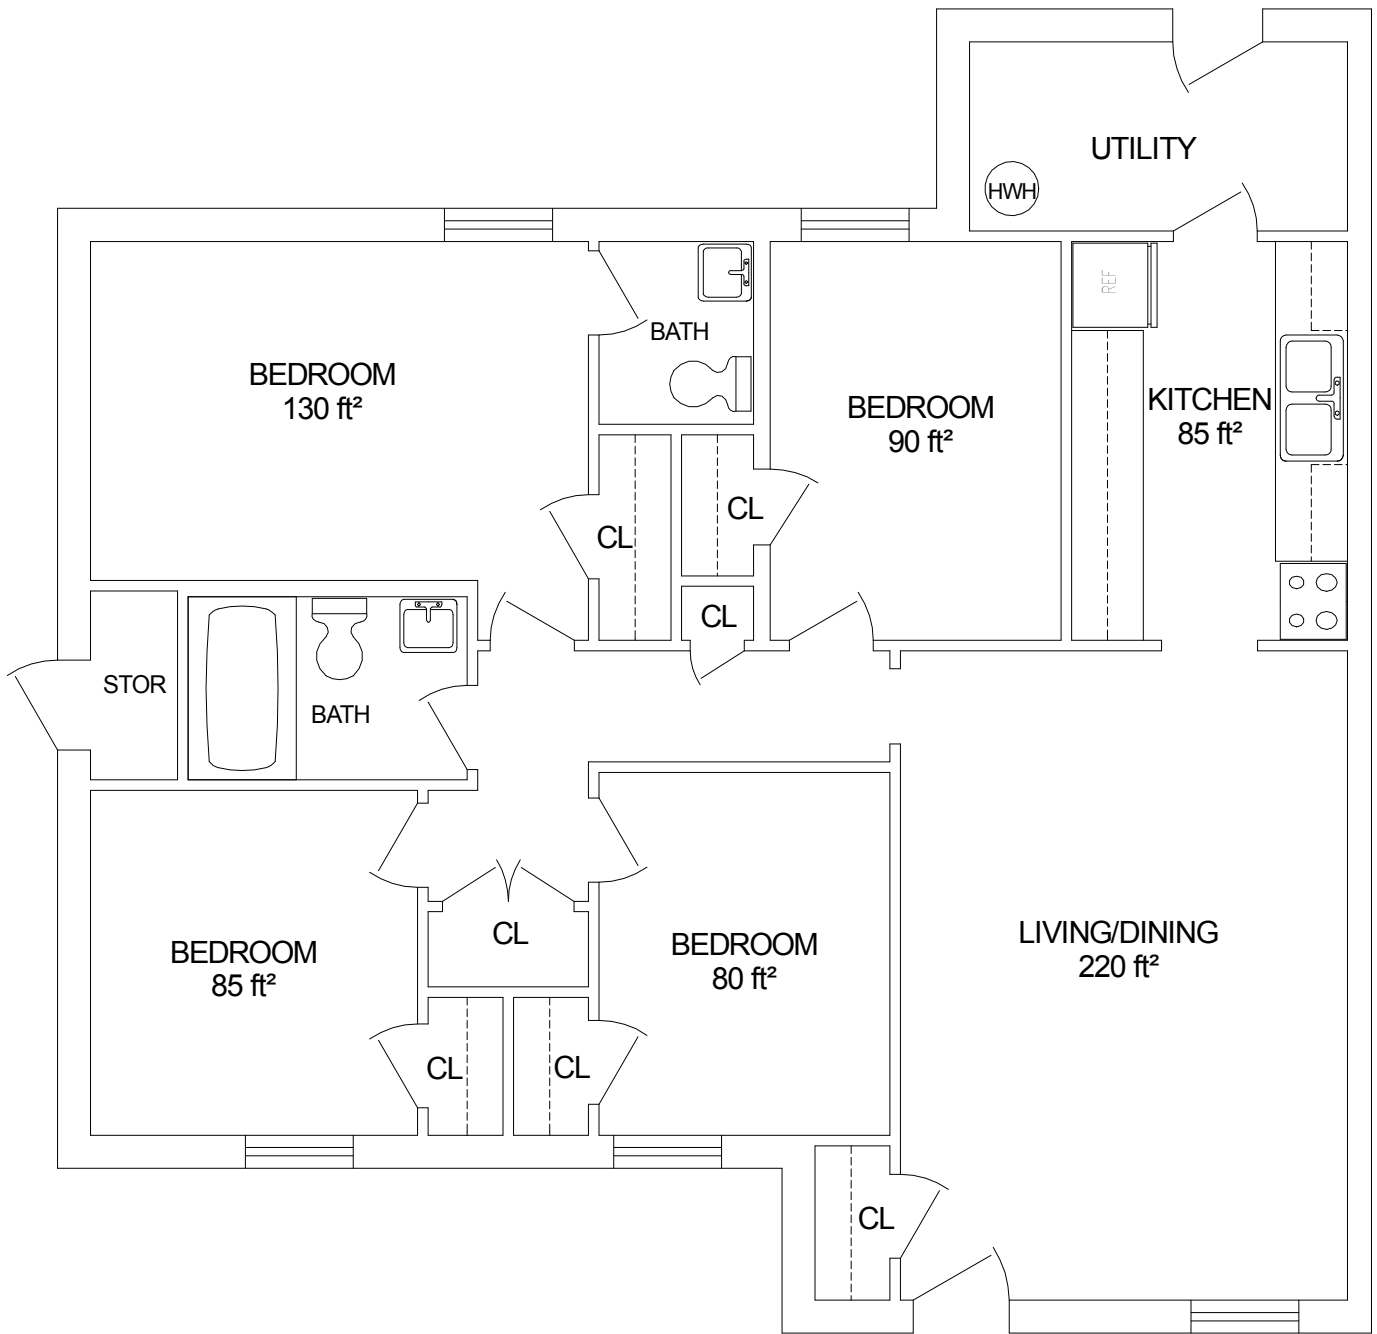 UTILITY
HWH
REF
BATH
BEDROOM
130 ft²
BEDROOM
90 ft²
KITCHEN
85 ft²
CL
CL
CL
STOR
BATH
BEDROOM
85 ft²
CL
BEDROOM
80 ft²
LIVING/DINING
220 ft²
CL
CL
CL